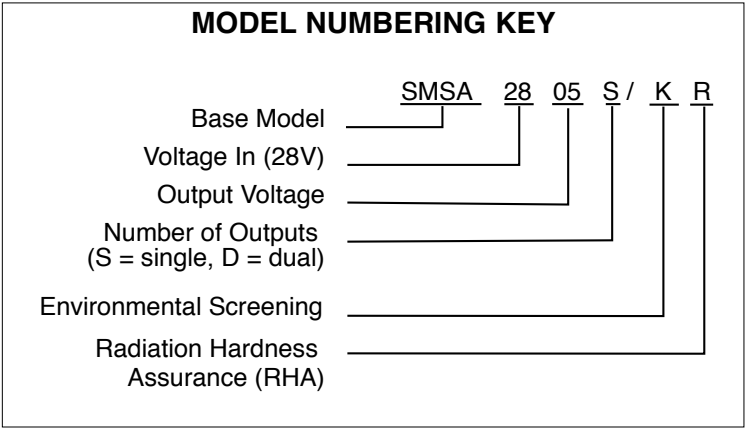 MODEL NUMBERING KEY
SMSA 28 05 S / K R
Base Model
Voltage In (28V)
Output Voltage
Number of Outputs
(S = single, D = dual)
Environmental Screening
Radiation Hardness
Assurance (RHA)